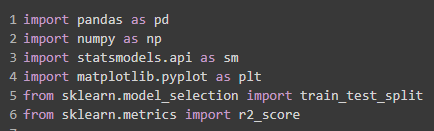 1 import pandas as pd
2 import numpy as np
3 import statsmodels.api as sm
4 import matplotlib.pyplot as plt
5 from sklearn.model_selection import train_test_split
6 from sklearn.metrics import r2_score